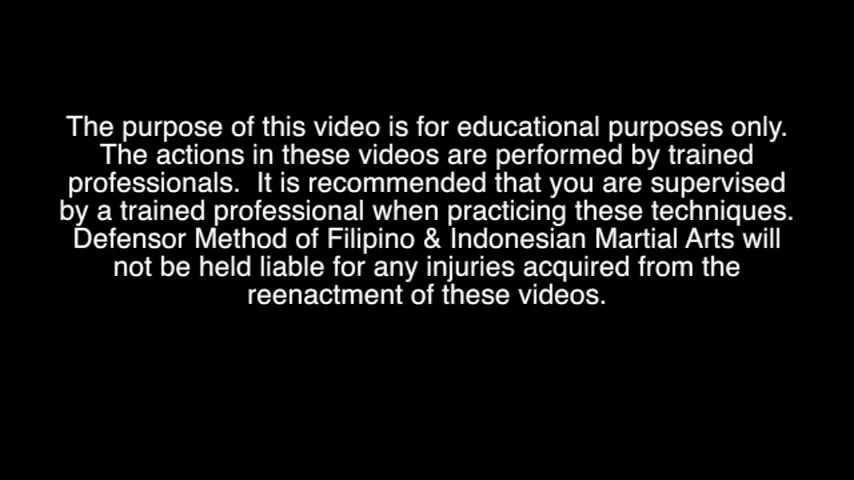 The purpose of this video is for educational purposes only.
The actions in these videos are performed by trained
professionals.  It is recommended that you are supervised
by a trained professional when practicing these techniques.
Defensor Method of Filipino & Indonesian Martial Arts will
not be held liable for any injuries acquired from the
reenactment of these videos.